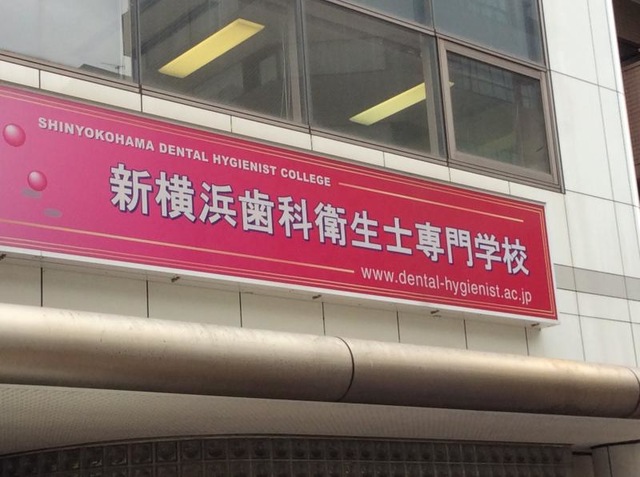 SHINYOKOHAMA DENTAL HYGIENIST COLLEGE
新横浜歯科衛生士専門学校
www.dental-hygienist.ac.jp